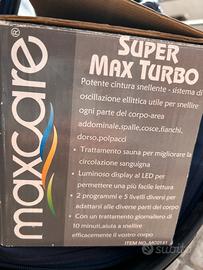 maxcare®
SUPER
MAX TURBO
Potente cintura snellente - sistema di
oscillazione ellittica utile per snellire
ogni parte del corpo-area
addominale,spalle,cosce,fianchi,
dorso,polpacci
• Trattamento sauna per migliorare la
circolazione sanguigna
• Luminoso display al LED per
permettere una più facile lettura
• 2 programmi e 5 livelli diversi per
adattarsi alle diverse parti del corpo
• Con un trattamento giornaliero di
10 minuti,aiuta a snellire
efficacemente il vostro corpo
ITEM NO.
subito